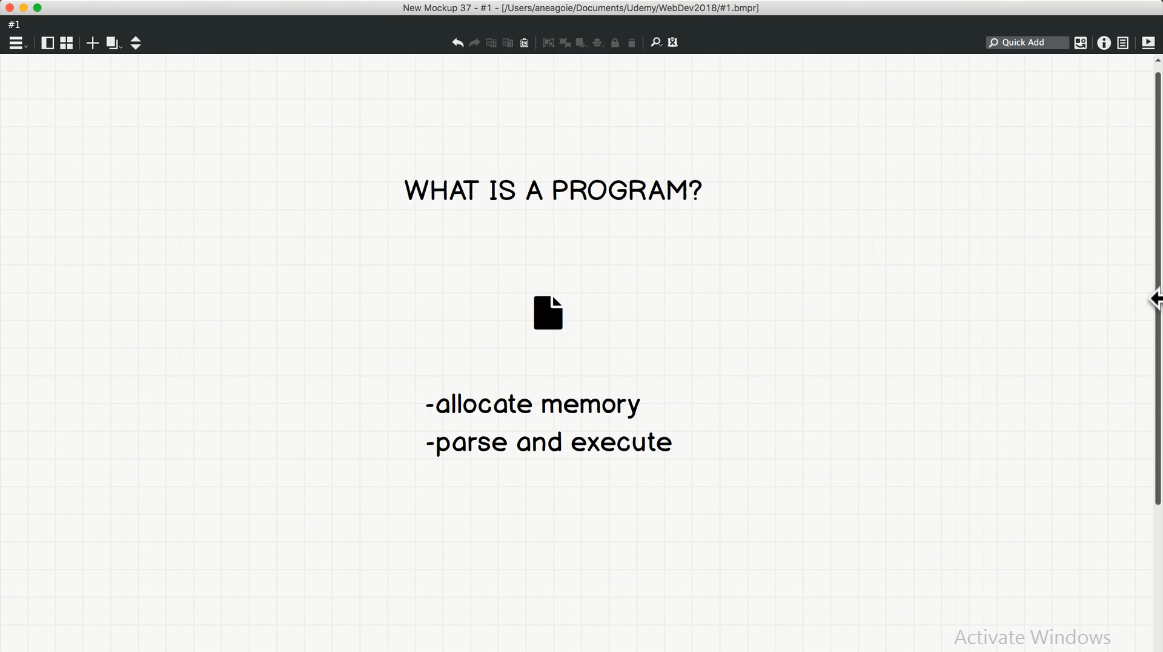 New Mockup 37 - #1 - [/Users/aneagoie/Documents/Udemy/WebDev2018/#1.bmpr]
#1
Quick Add
WHAT IS A PROGRAM?
-allocate memory
-parse and execute
Activate Windows